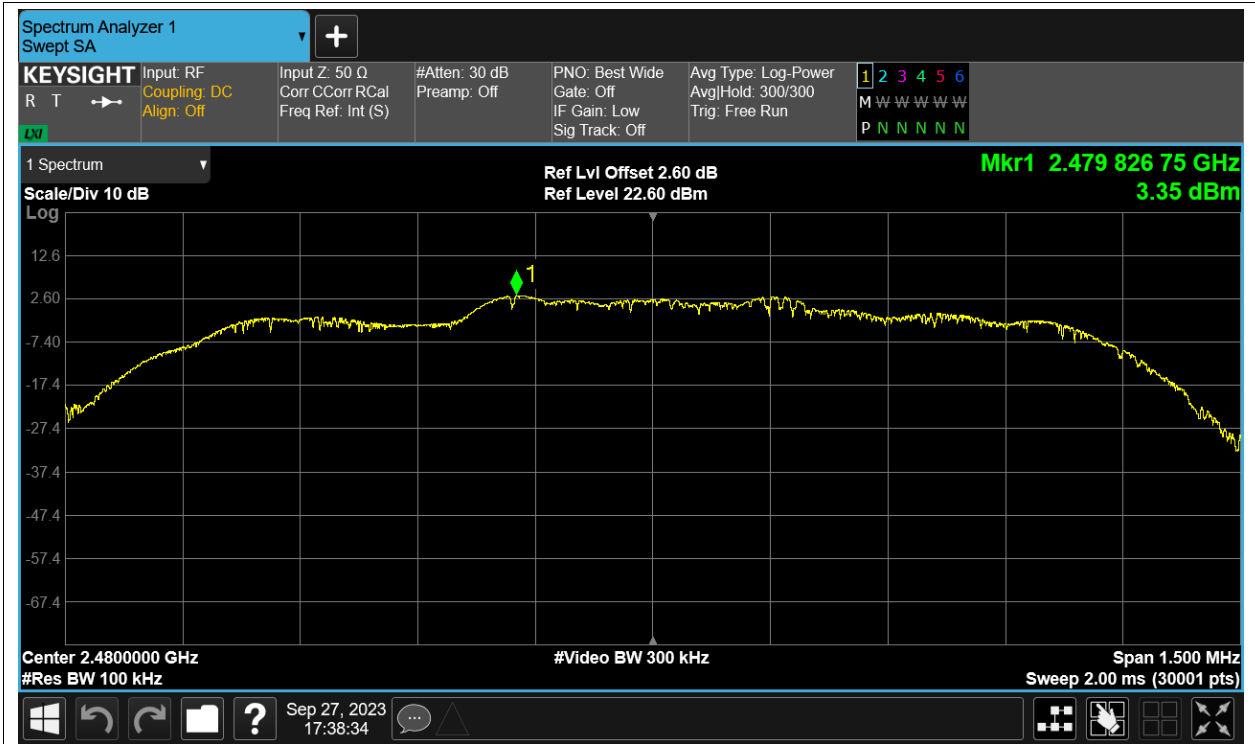 Spectrum Analyzer 1
Swept SA
KEYSIGHT
R T
LXI
Input: RF
Coupling: DC
Align: Off
Input Z: 50 Ω
Corr CCorr RCal
Freq Ref: Int (S)
#Atten: 30 dB
Preamp: Off
PNO: Best Wide
Gate: Off
IF Gain: Low
Sig Track: Off
Avg Type: Log-Power
Avg|Hold: 300/300
Trig: Free Run
1 2 3 4 5 6
M W W W W W
P N N N N N
1 Spectrum
Scale/Div 10 dB
Log
Ref Lvl Offset 2.60 dB
Ref Level 22.60 dBm
Mkr1 2.479 826 75 GHz
3.35 dBm
12.6
2.60
-7.40
-17.4
-27.4
-37.4
-47.4
-57.4
-67.4
1
Center 2.4800000 GHz
#Res BW 100 kHz
#Video BW 300 kHz
Span 1.500 MHz
Sweep 2.00 ms (30001 pts)
?
Sep 27, 2023
17:38:34